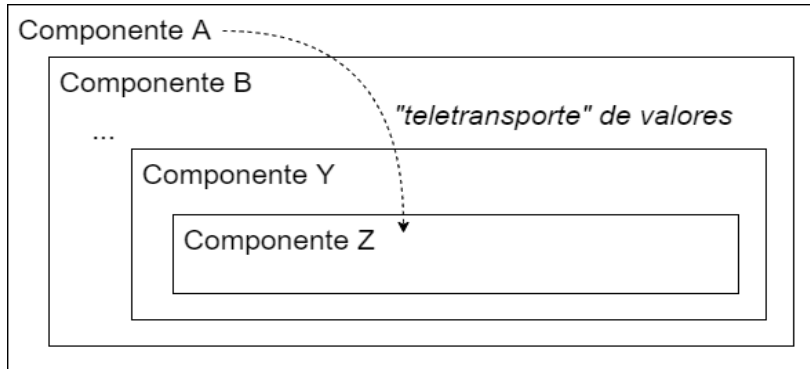 Componente A
Componente B
"teletransporte" de valores
...
Componente Y
Componente Z